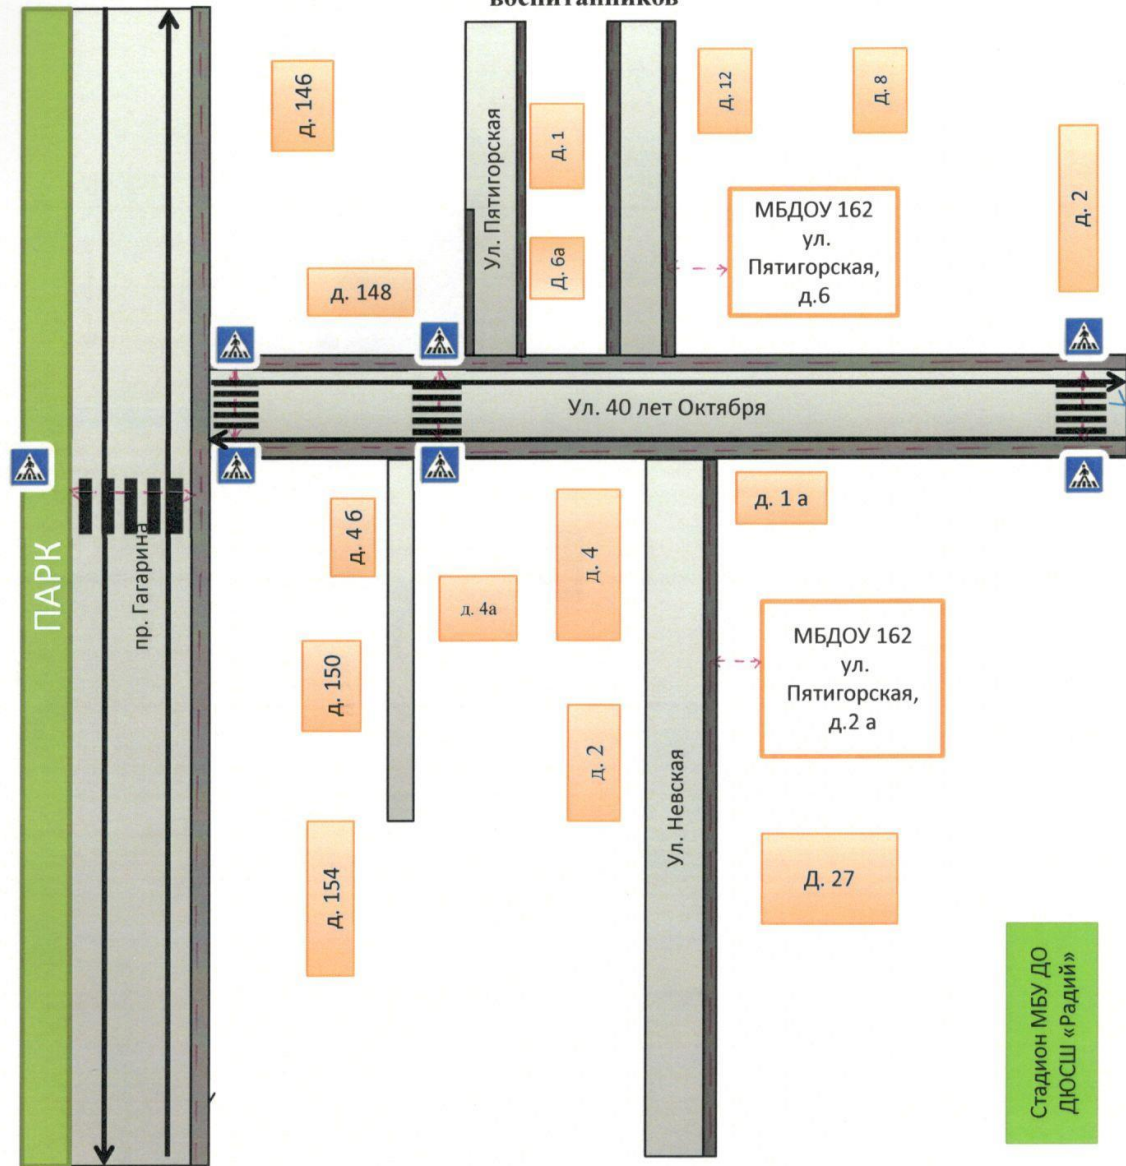 воспитанников
д. 146
Ул. Пятигорская
Д. 1
Д. 12
Д. 8
д. 2
МБДОУ 162
ул.
Пятигорская,
д.6
Д. 6а
д. 148
Ул. 40 лет Октября
ПАРК
пр. Гагарина
д. 4 б
д. 4а
д. 4
д. 1 а
МБДОУ 162
ул.
Пятигорская,
д.2 а
д. 150
д. 2
Ул. Невская
д. 154
Д. 27
Стадион МБУ ДО
ДЮСШ «Радий»